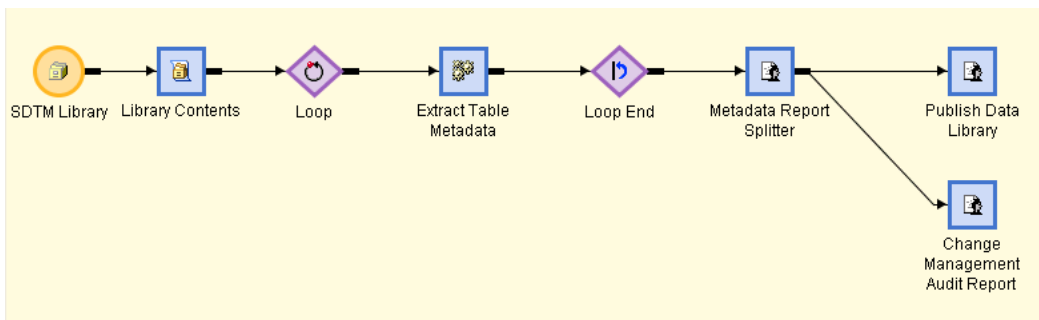 SDTM Library
Library Contents
Loop
Extract Table
Metadata
Loop End
Metadata Report
Splitter
Publish Data
Library
Change
Management
Audit Report